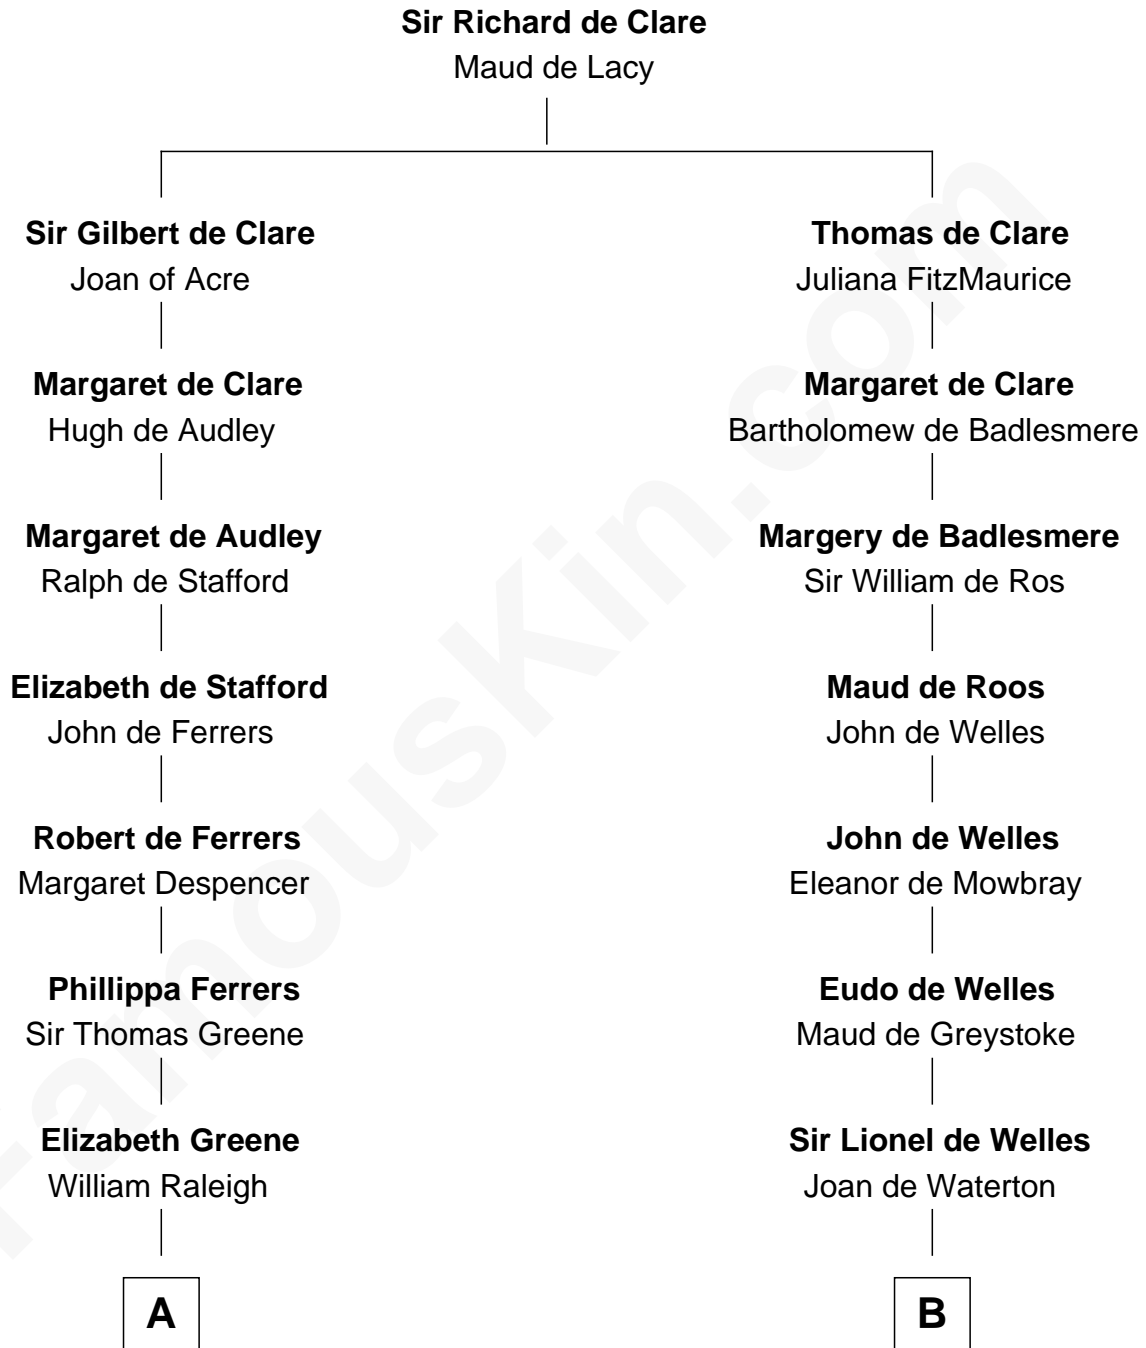 Sir Richard de Clare
Maud de Lacy
Sir Gilbert de Clare
Joan of Acre
Thomas de Clare
Juliana FitzMaurice
Margaret de Clare
Hugh de Audley
Margaret de Clare
Bartholomew de Badlesmere
Margaret de Audley
Ralph de Stafford
Margery de Badlesmere
Sir William de Ros
Elizabeth de Stafford
John de Ferrers
Maud de Roos
John de Welles
Robert de Ferrers
Margaret Despencer
John de Welles
Eleanor de Mowbray
Phillippa Ferrers
Sir Thomas Greene
Eudo de Welles
Maud de Greystoke
Elizabeth Greene
William Raleigh
Sir Lionel de Welles
Joan de Waterton
A
B
FamousKin.com